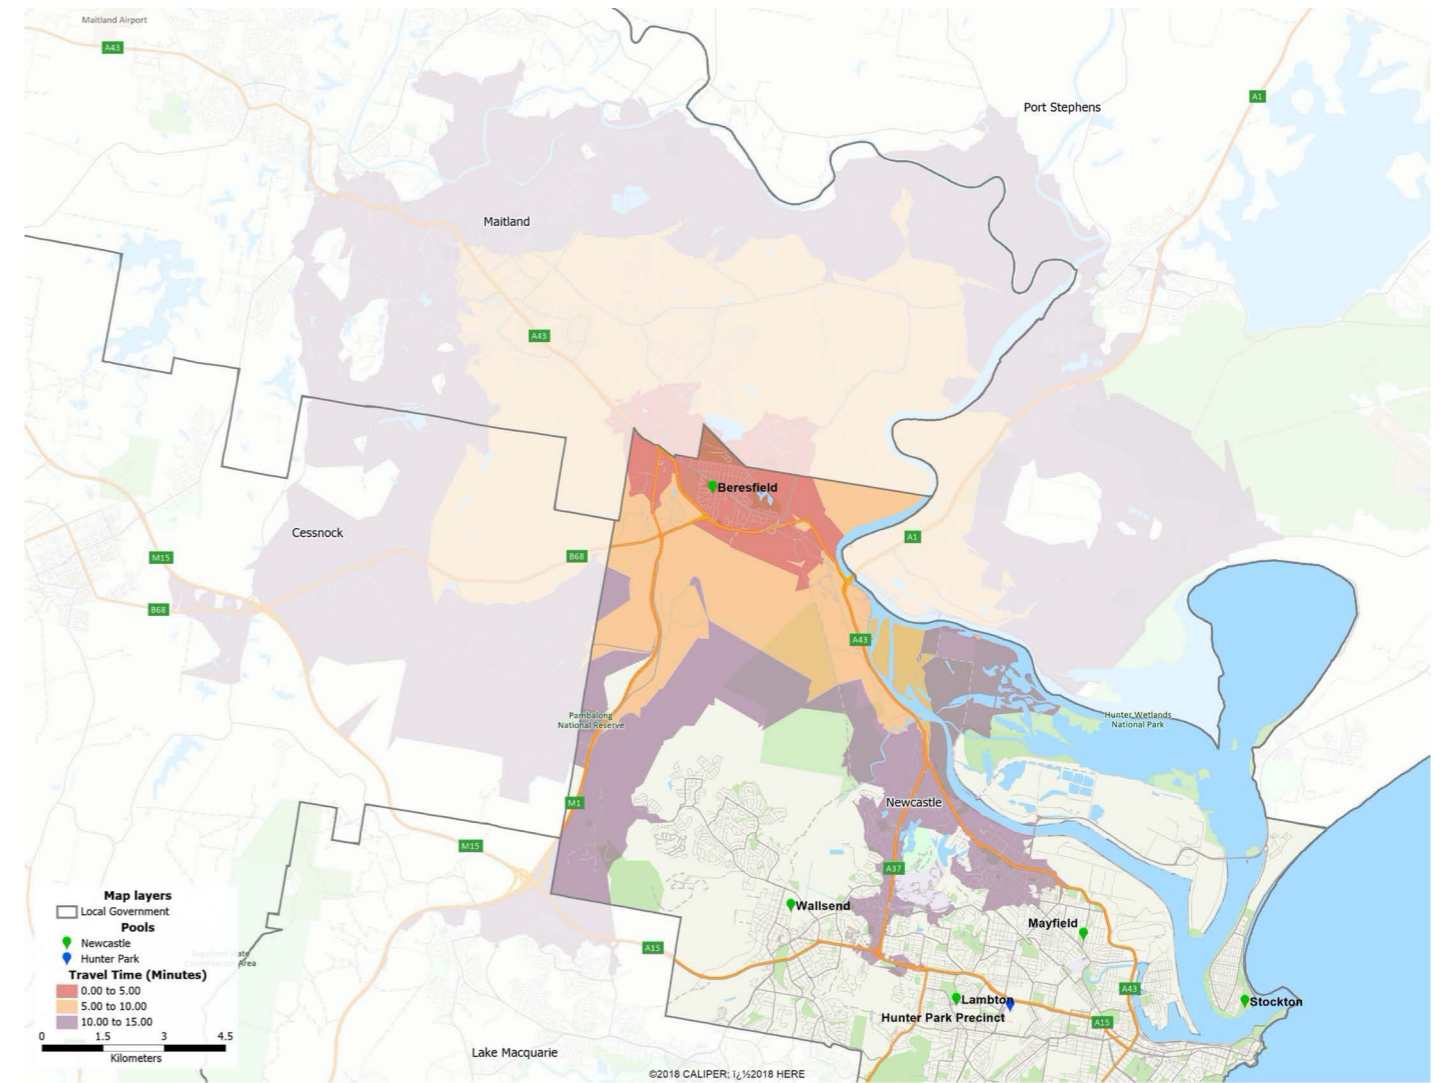 Maitland Airport
A43
A1
Port Stephens
Maitland
A43
Beresfield
Cessnock
A1
B68
M15
B68
A43
Pambalong
National Reserve
Hunter Wetlands
National Park
M1
Newcastle
M15
A37
Wallsend
Mayfield
A15
A43
Lambton
Stockton
Hunter Park Precinct
A15
Lake Macquarie
Map layers
Local Government
Pools
Newcastle
Hunter Park
Travel Time (Minutes)
0.00 to 5.00
5.00 to 10.00
10.00 to 15.00
0 1.5 3 4.5
Kilometers
©2018 CALIPER; ï¿½2018 HERE